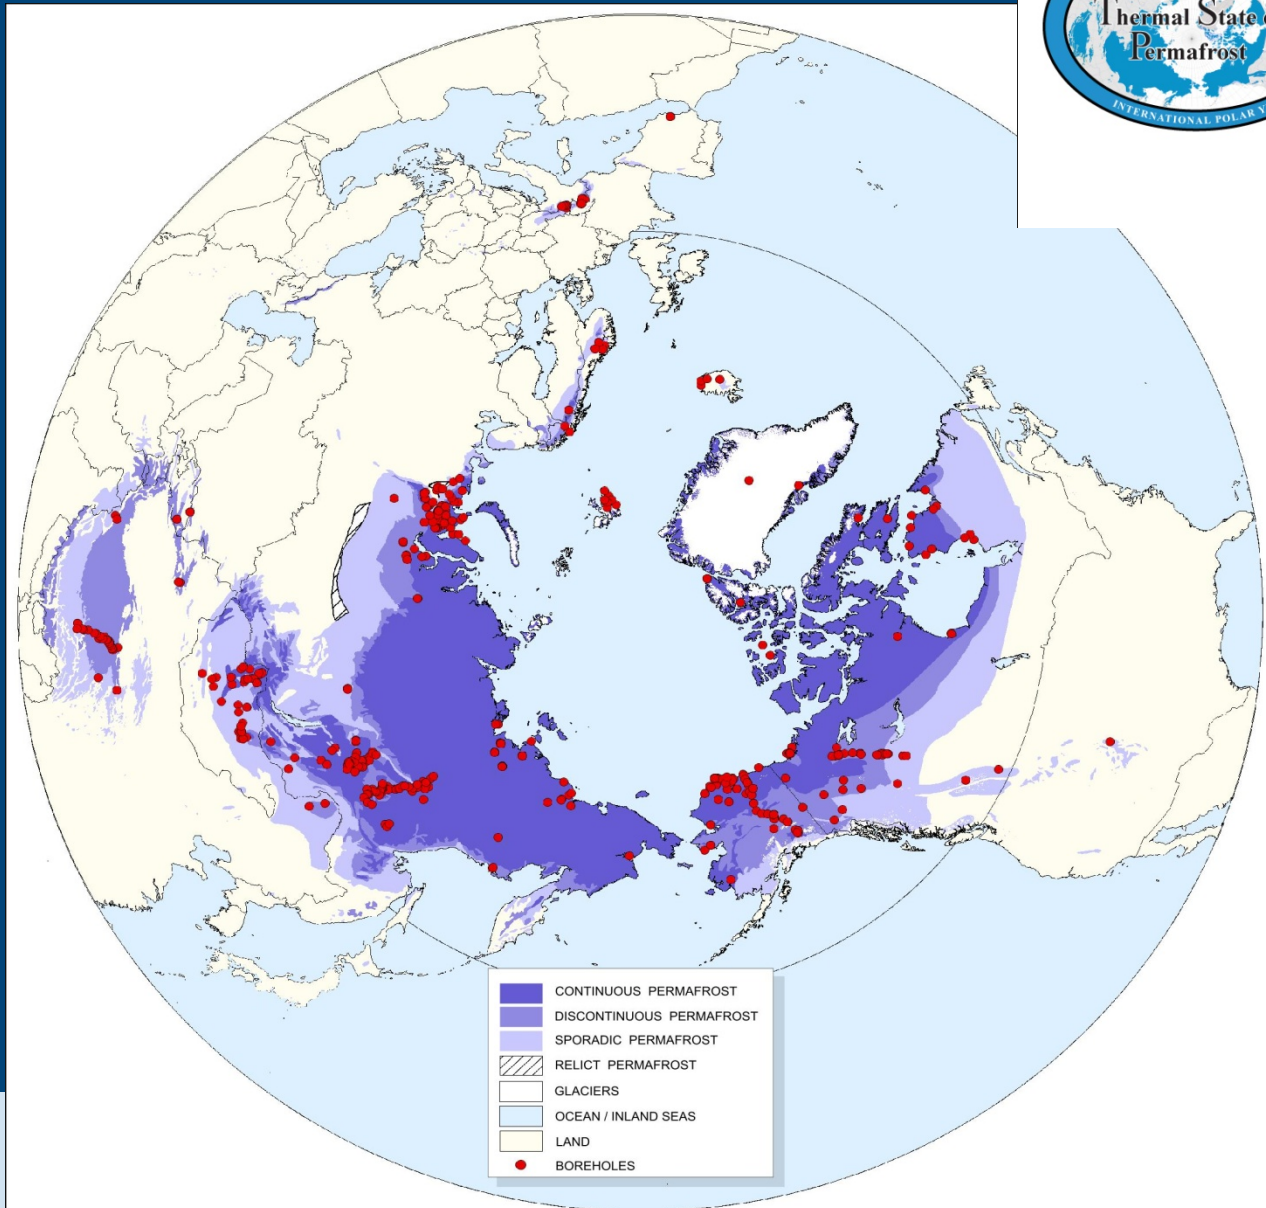 Thermal State
Permafrost
INTERNATIONAL POLAR
CONTINUOUS PERMAFROST
DISCONTINUOUS PERMAFROST
SPORADIC PERMAFROST
RELICT PERMAFROST
GLACIERS
OCEAN / INLAND SEAS
LAND
BOREHOLES